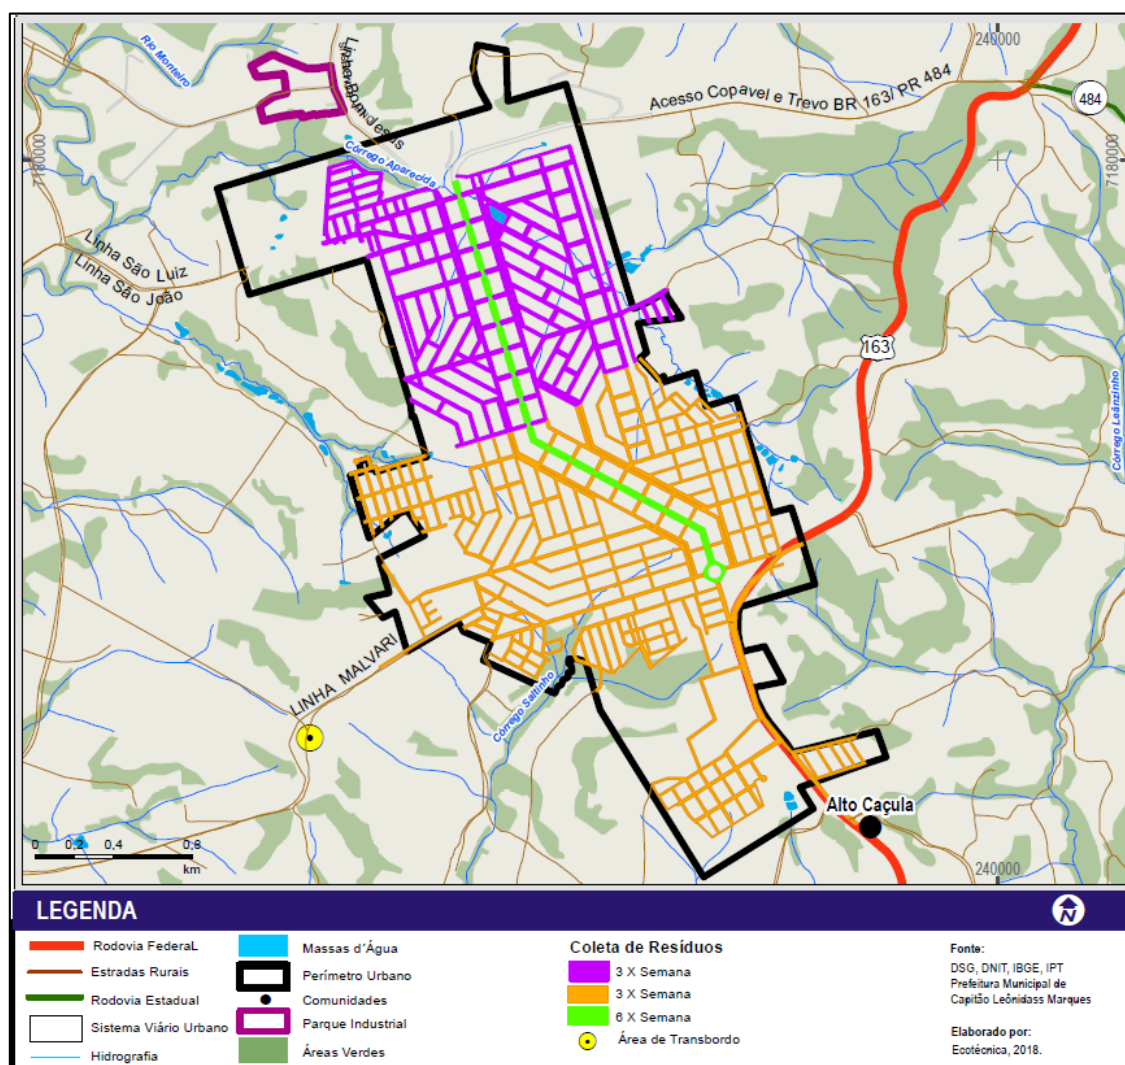 240000
Rio Monteiro
Linha Bom Jesus
Acesso Copavel e Trevo BR 163/ PR 484
484
7180000
7180000
Córrego Aparecida
Linha São Luiz
Linha São João
163
Córrego Leãnzinho
LINHA MALVARI
Córrego Saltinho
Alto Caçula
0 0,2 0,4 0,8
km
240000
LEGENDA
N
Rodovia FederaL
Estradas Rurais
Rodovia Estadual
Sistema Viário Urbano
Hidrografia
Massas d'Água
Perímetro Urbano
Comunidades
Parque Industrial
Áreas Verdes
Coleta de Resíduos
3 X Semana
3 X Semana
6 X Semana
Área de Transbordo
Fonte:
DSG, DNIT, IBGE, IPT
Prefeitura Municipal de
Capitão Leônidass Marques
Elaborado por:
Ecotécnica, 2018.